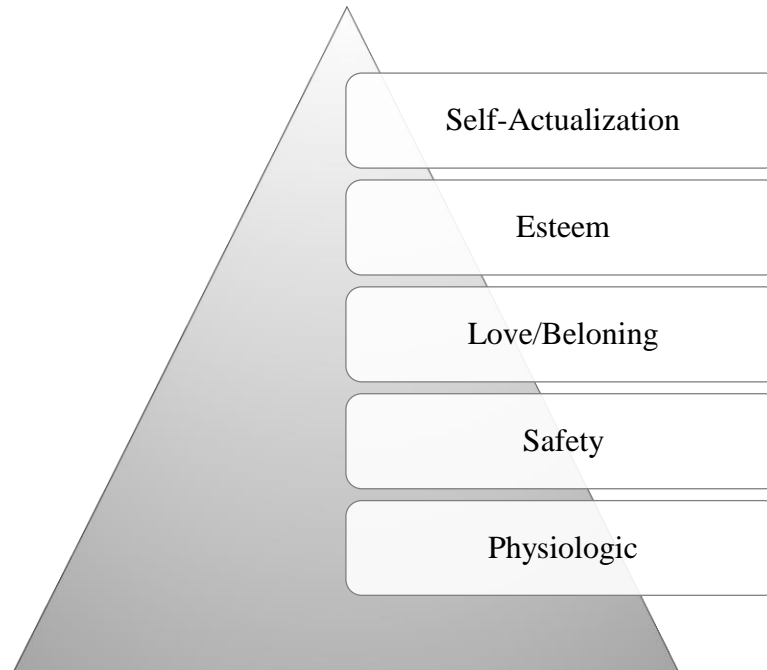 Self-Actualization
Esteem
Love/Beloning
Safety
Physiologic